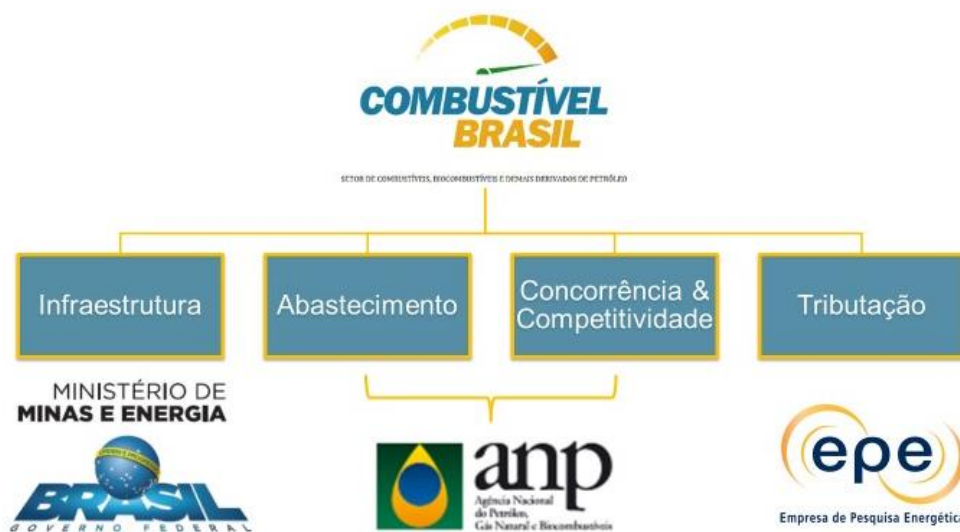 COMBUSTÍVEL
BRASIL
SETOR DE COMBUSTÍVEIS, BIOCOMBUSTÍVEIS E DEMAIS DERIVADOS DE PETRÓLEO
Infraestrutura
Abastecimento
Concorrência &
Competitividade
Tributação
MINISTÉRIO DE
MINAS E ENERGIA
BRASIL
GOVERNO FEDERAL
anp
Agência Nacional
do Petróleo,
Gás Natural e Biocombustíveis
epe
Empresa de Pesquisa Energética